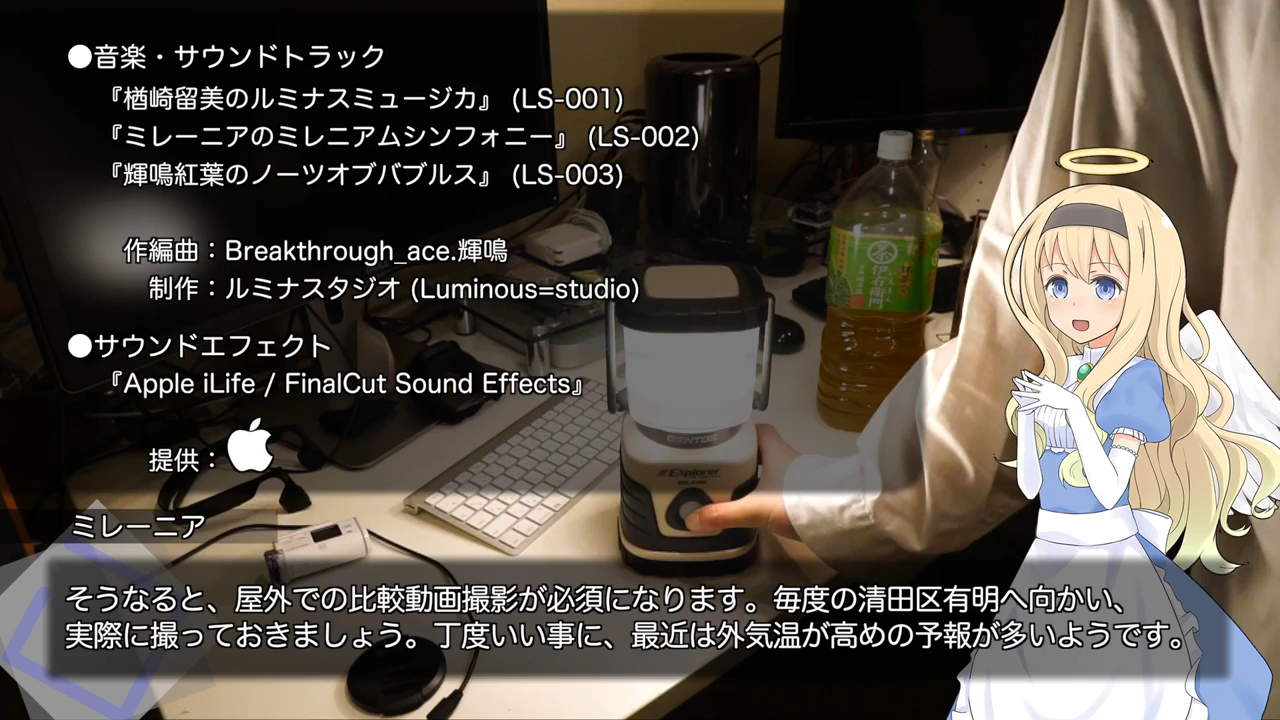 ●音楽・サウンドトラック
『楢崎留美のルミナスミュージカ』 (LS-001)
『ミレーニアのミレニアムシンフォニー』 (LS-002)
『輝鳴紅葉のノーツオブバブルス』 (LS-003)
作編曲：Breakthrough_ace.輝鳴
制作：ルミナスタジオ (Luminous=studio)
●サウンドエフェクト
『Apple iLife / FinalCut Sound Effects』
提供：
茶
伊右衛門
GENTOS
Explorer
ミレーニア
そうなると、屋外での比較動画撮影が必須になります。毎度の清田区有明へ向かい、
実際に撮っておきましょう。丁度いい事に、最近は外気温が高めの予報が多いようです。